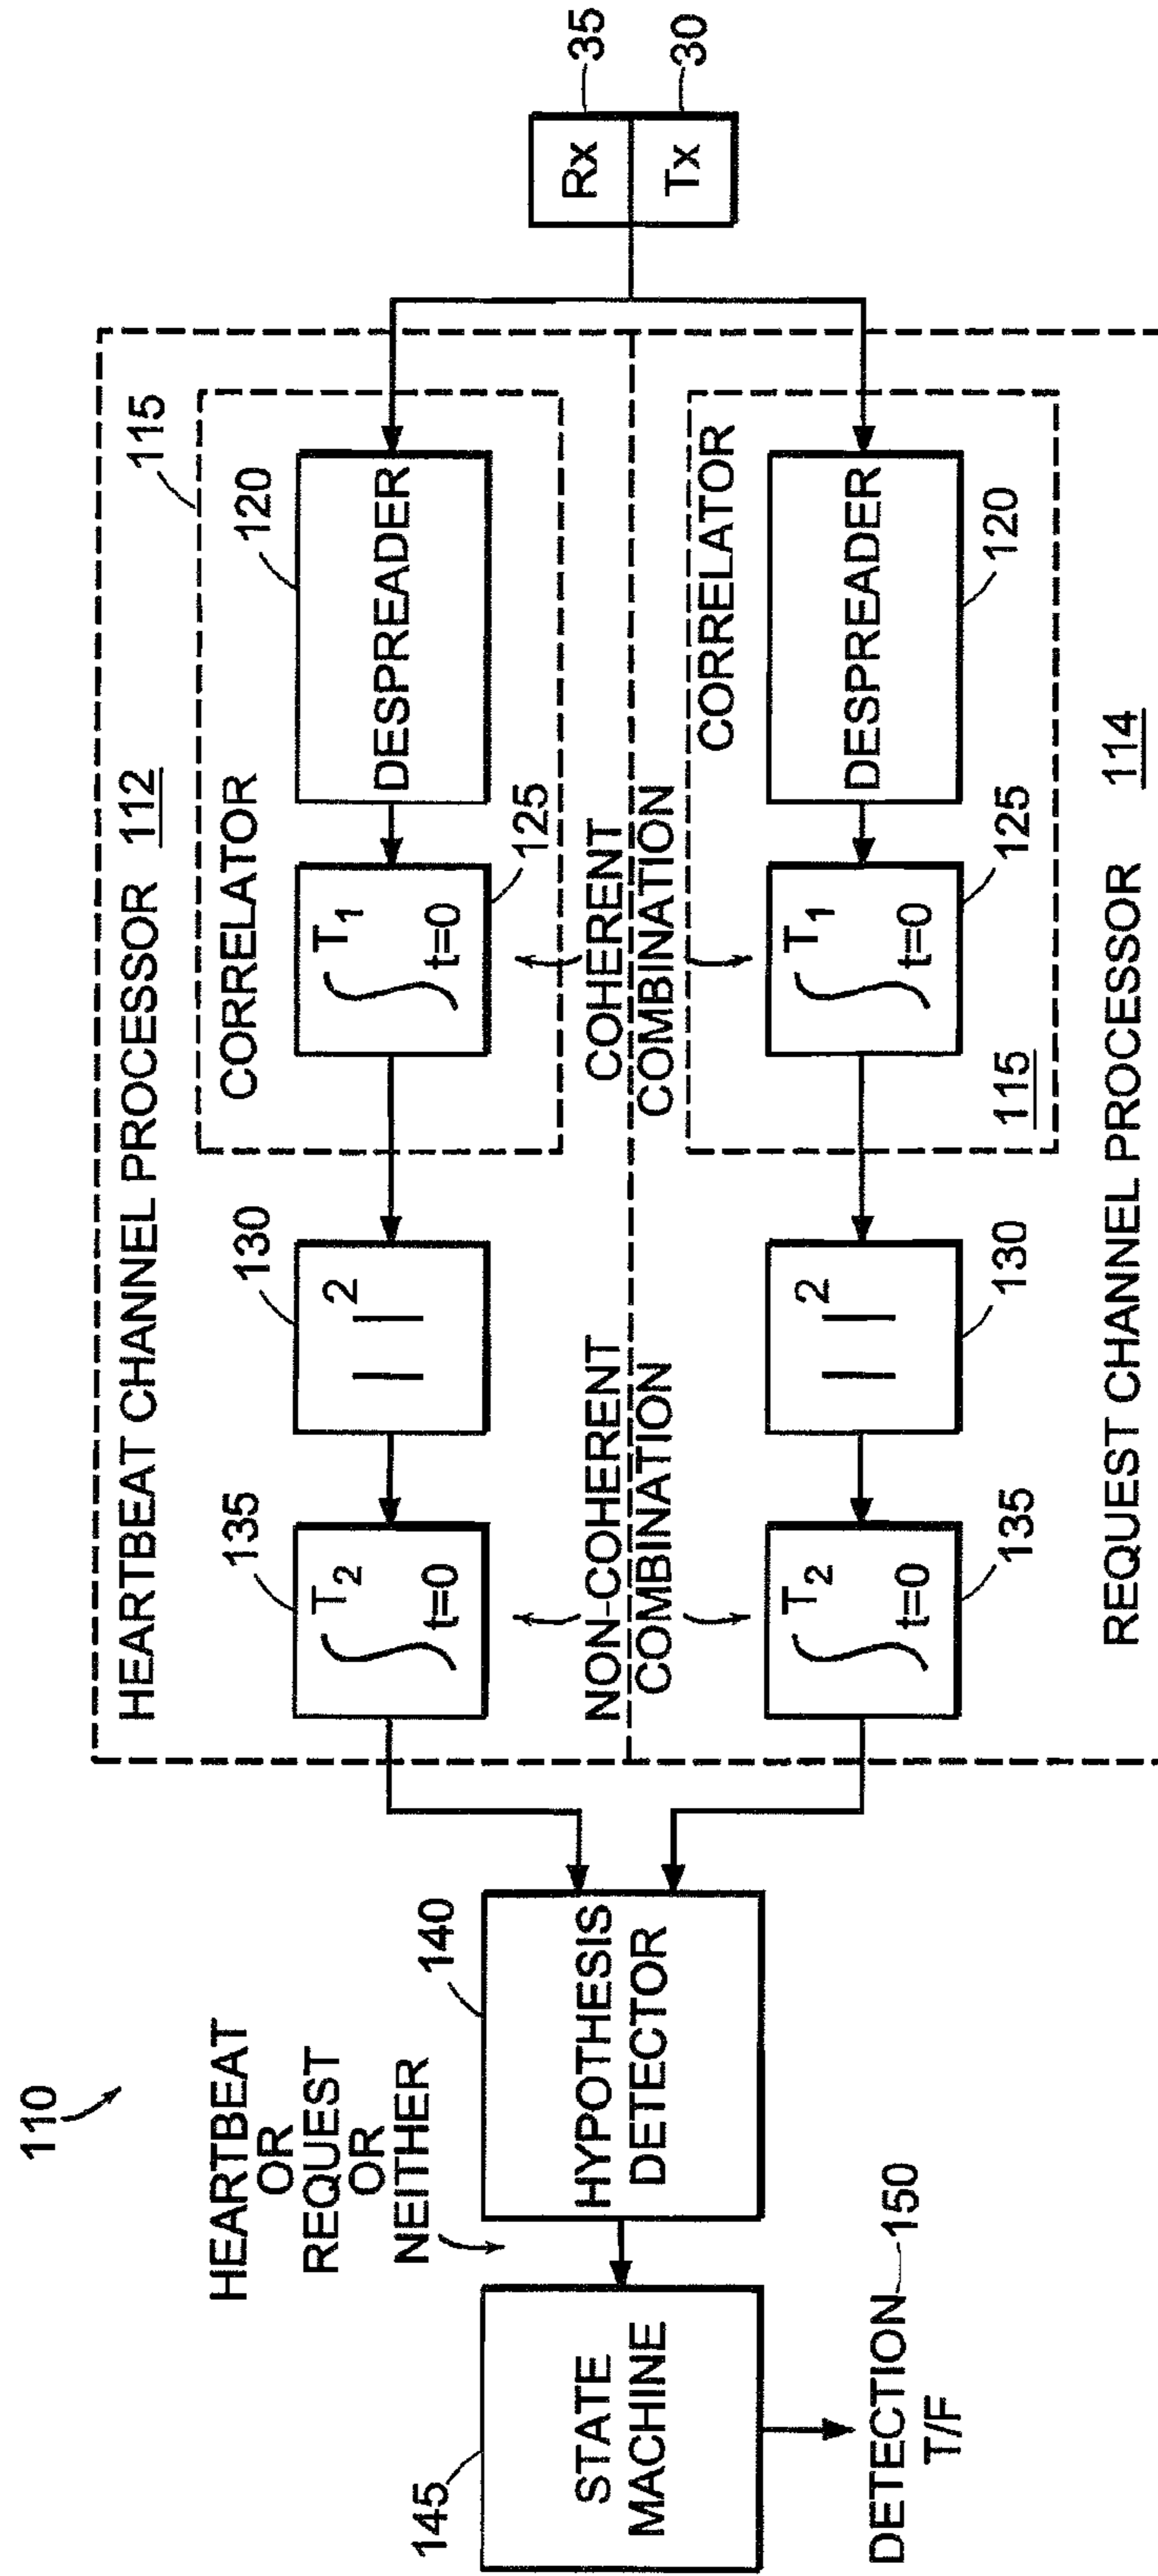 110
HEARTBEAT
OR
REQUEST
OR
NEITHER
145
STATE
MACHINE
DETECTION
T/F
150
140
HYPOTHESIS
DETECTOR
HEARTBEAT CHANNEL PROCESSOR 112
135
∫ T2 t=0
130
| | 2
CORRELATOR
115
∫ T1 t=0
125
120
DESPREADER
NON-COHERENT
COMBINATION
COHERENT
COMBINATION
∫ T2 t=0
135
| | 2
130
∫ T1 t=0
125
115
CORRELATOR
DESPREADER
120
REQUEST CHANNEL PROCESSOR 114
Rx
35
Tx
30